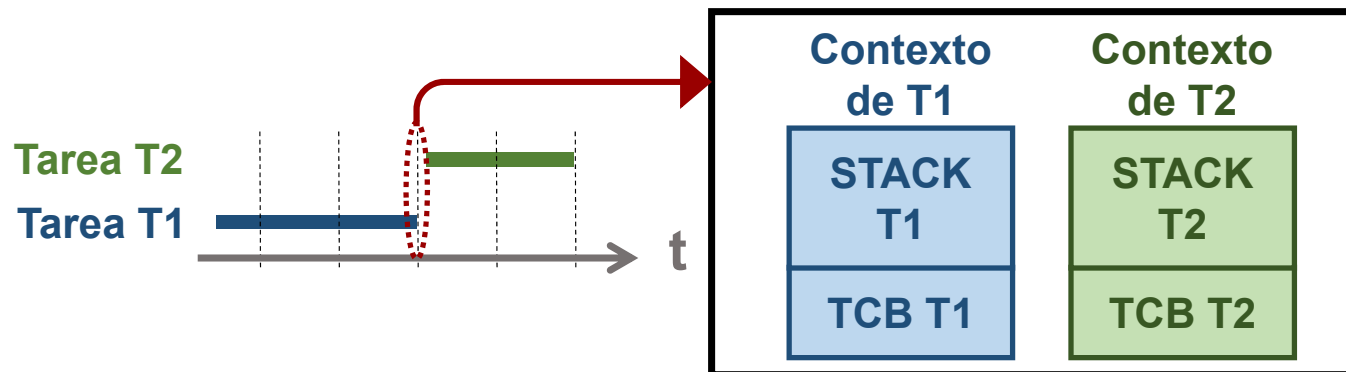 Tarea T2
Tarea T1
t
Contexto
de T1
STACK
T1
TCB T1
Contexto
de T2
STACK
T2
TCB T2